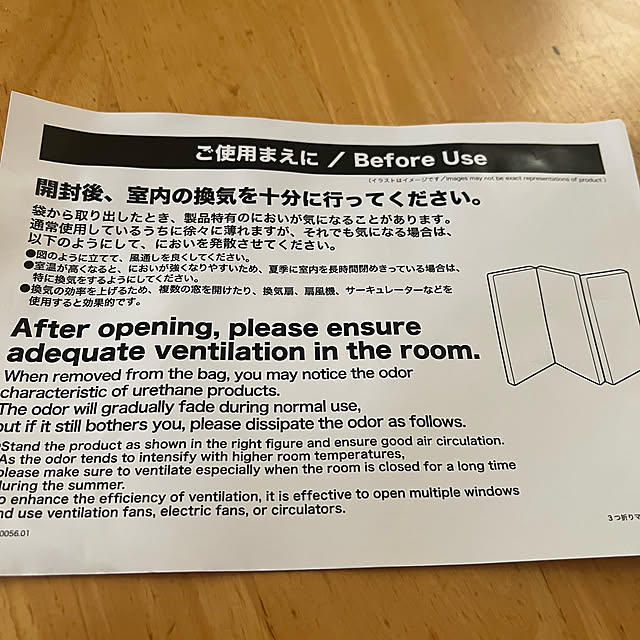 ご使用まえに / Before Use
(イラストはイメージです/Images may not be exact representations of product)
開封後、室内の換気を十分に行ってください。
袋から取り出したとき、製品特有のにおいが気になることがあります。
通常使用しているうちに徐々に薄れますが、それでも気になる場合は、
以下のようにして、においを発散させてください。
●図のように立てて、風通しを良くしてください。
●室温が高くなると、においが強くなりやすいため、夏季に室内を長時間閉めきっている場合は、
特に換気をするようにしてください。
●換気の効率を上げるため、複数の窓を開けたり、換気扇、扇風機、サーキュレーターなどを
使用すると効果的です。
After opening, please ensure
adequate ventilation in the room.
When removed from the bag, you may notice the odor
characteristic of urethane products.
The odor will gradually fade during normal use,
but if it still bothers you, please dissipate the odor as follows.
Stand the product as shown in the right figure and ensure good air circulation.
As the odor tends to intensify with higher room temperatures,
please make sure to ventilate especially when the room is closed for a long time
during the summer.
o enhance the efficiency of ventilation, it is effective to open multiple windows
nd use ventilation fans, electric fans, or circulators.
0056.01
3つ折りマ